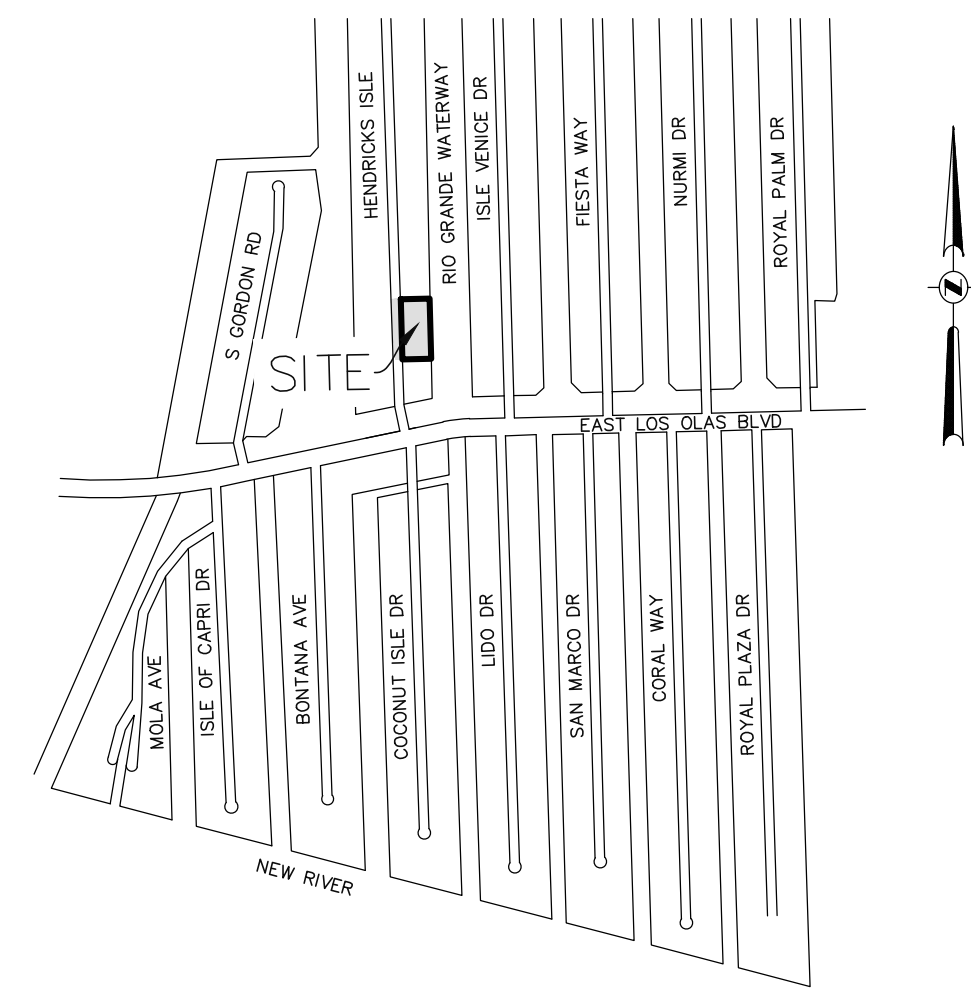 HENDRICKS ISLE
RIO GRANDE WATERWAY
ISLE VENICE DR
FIESTA WAY
NURMI DR
ROYAL PALM DR
S GORDON RD
SITE
EAST LOS OLAS BLVD
MOLA AVE
ISLE OF CAPRI DR
BONTANA AVE
COCONUT ISLE DR
LIDO DR
SAN MARCO DR
CORAL WAY
ROYAL PLAZA DR
NEW RIVER
N